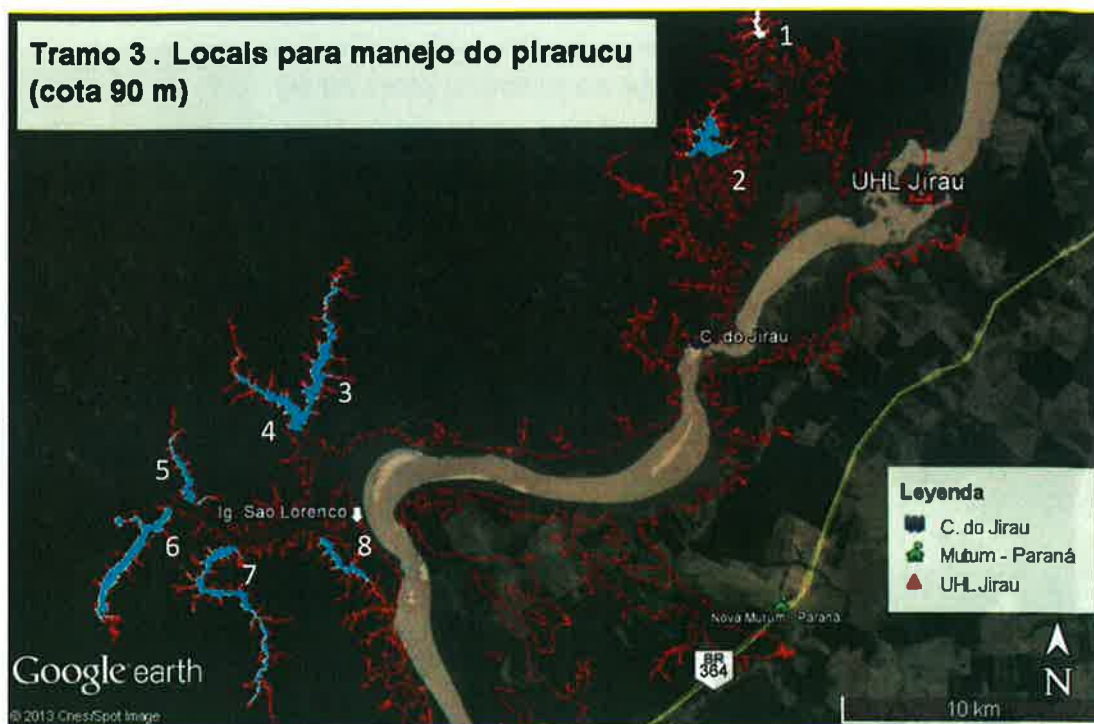 Tramo 3 . Locais para manejo do pirarucu
(cota 90 m)
1
2
UHL Jirau
C. do Jirau
3
4
5
Ig. Sao Lorenco
6
7
8
Leyenda
C. do Jirau
Mutum - Paraná
UHL Jirau
Nova Mutum - Paraná
BR
364
N
Google earth
© 2013 Cnes/Spot Image
10 km